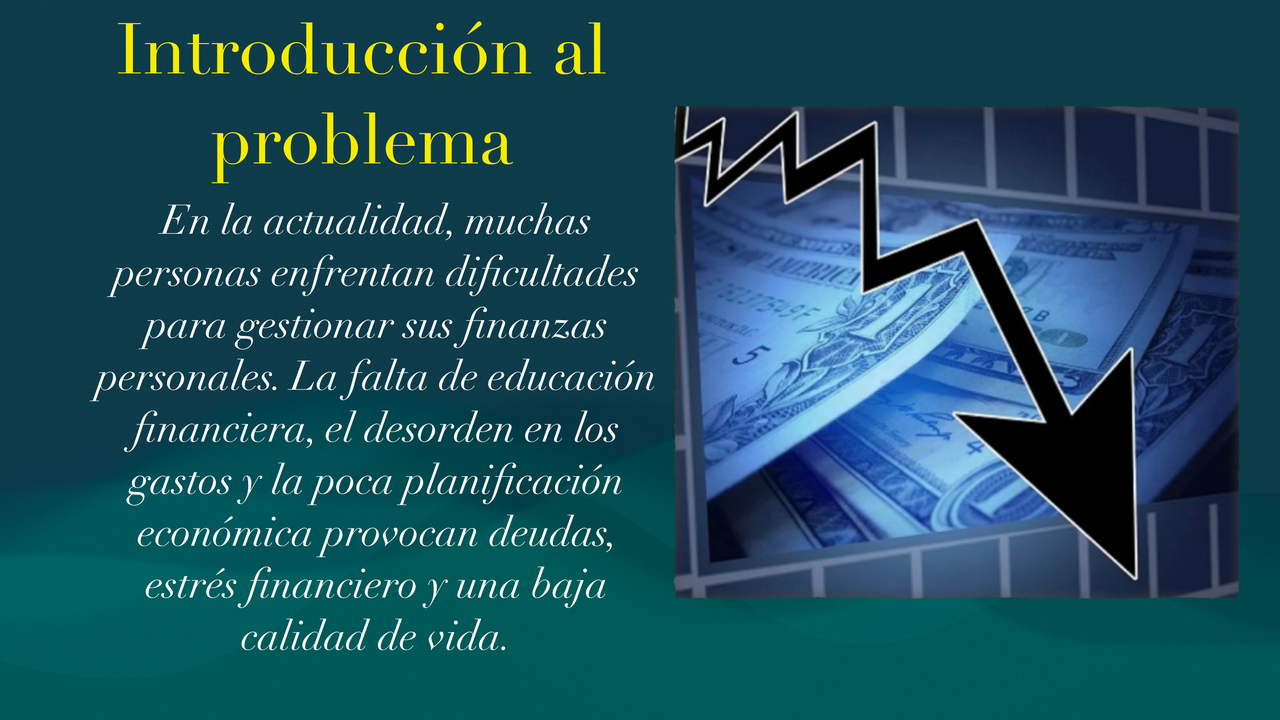 Introducción al
problema
En la actualidad, muchas
personas enfrentan dificultades
para gestionar sus finanzas
personales. La falta de educación
financiera, el desorden en los
gastos y la poca planificación
económica provocan deudas,
estrés financiero y una baja
calidad de vida.